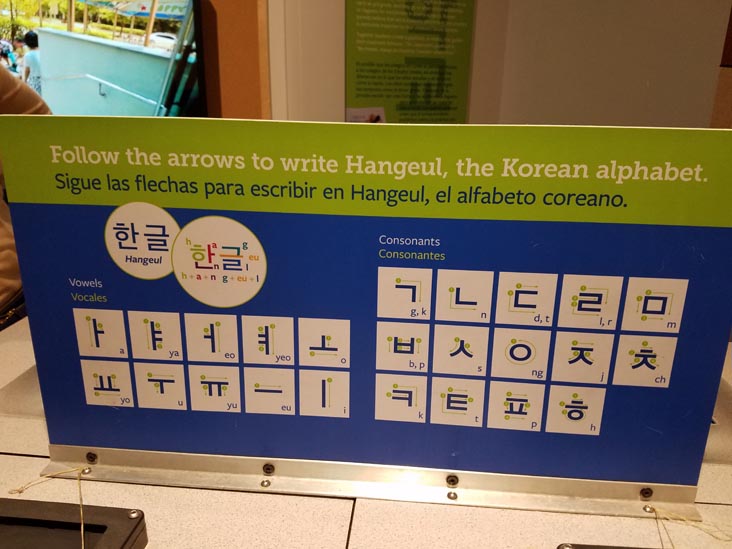 Follow the arrows to write Hangeul, the Korean alphabet.
Sigue las flechas para escribir en Hangeul, el alfabeto coreano.
한글
Hangeul
h a n g eu l
한글
h + a + n g + eu + l
Vowels
Vocales
ㅏ ㅑ ㅓ ㅕ ㅗ
a ya eo yeo o
ㅛ ㅜ ㅠ ㅡ ㅣ
yo u yu eu i
Consonants
Consonantes
ㄱ ㄴ ㄷ ㄹ ㅁ
g, k n d, t l, r m
ㅂ ㅅ ㅇ ㅈ ㅊ
b, p s ng j ch
ㅋ ㅌ ㅍ ㅎ
k t p h